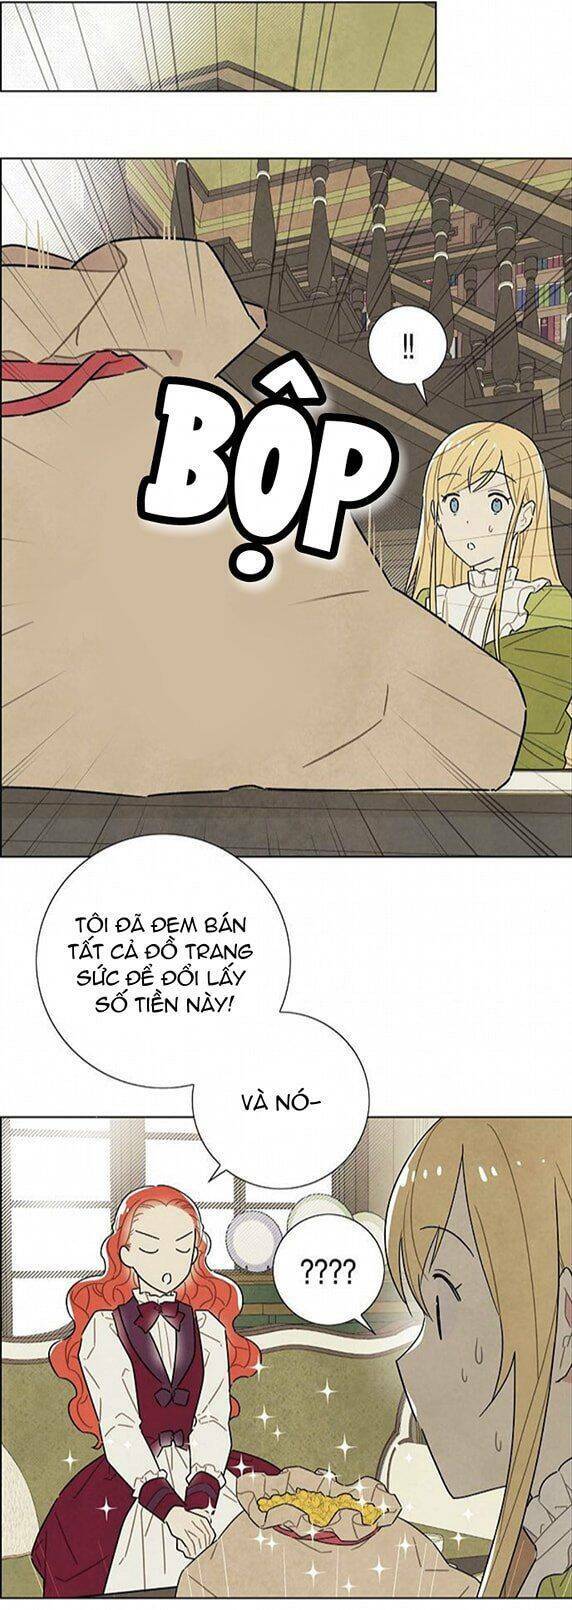 !!
BỘP
TÔI ĐÃ ĐEM BÁN
TẤT CẢ ĐỒ TRANG
SỨC ĐỂ ĐỔI LẤY
SỐ TIỀN NÀY!
VÀ NÓ-
????